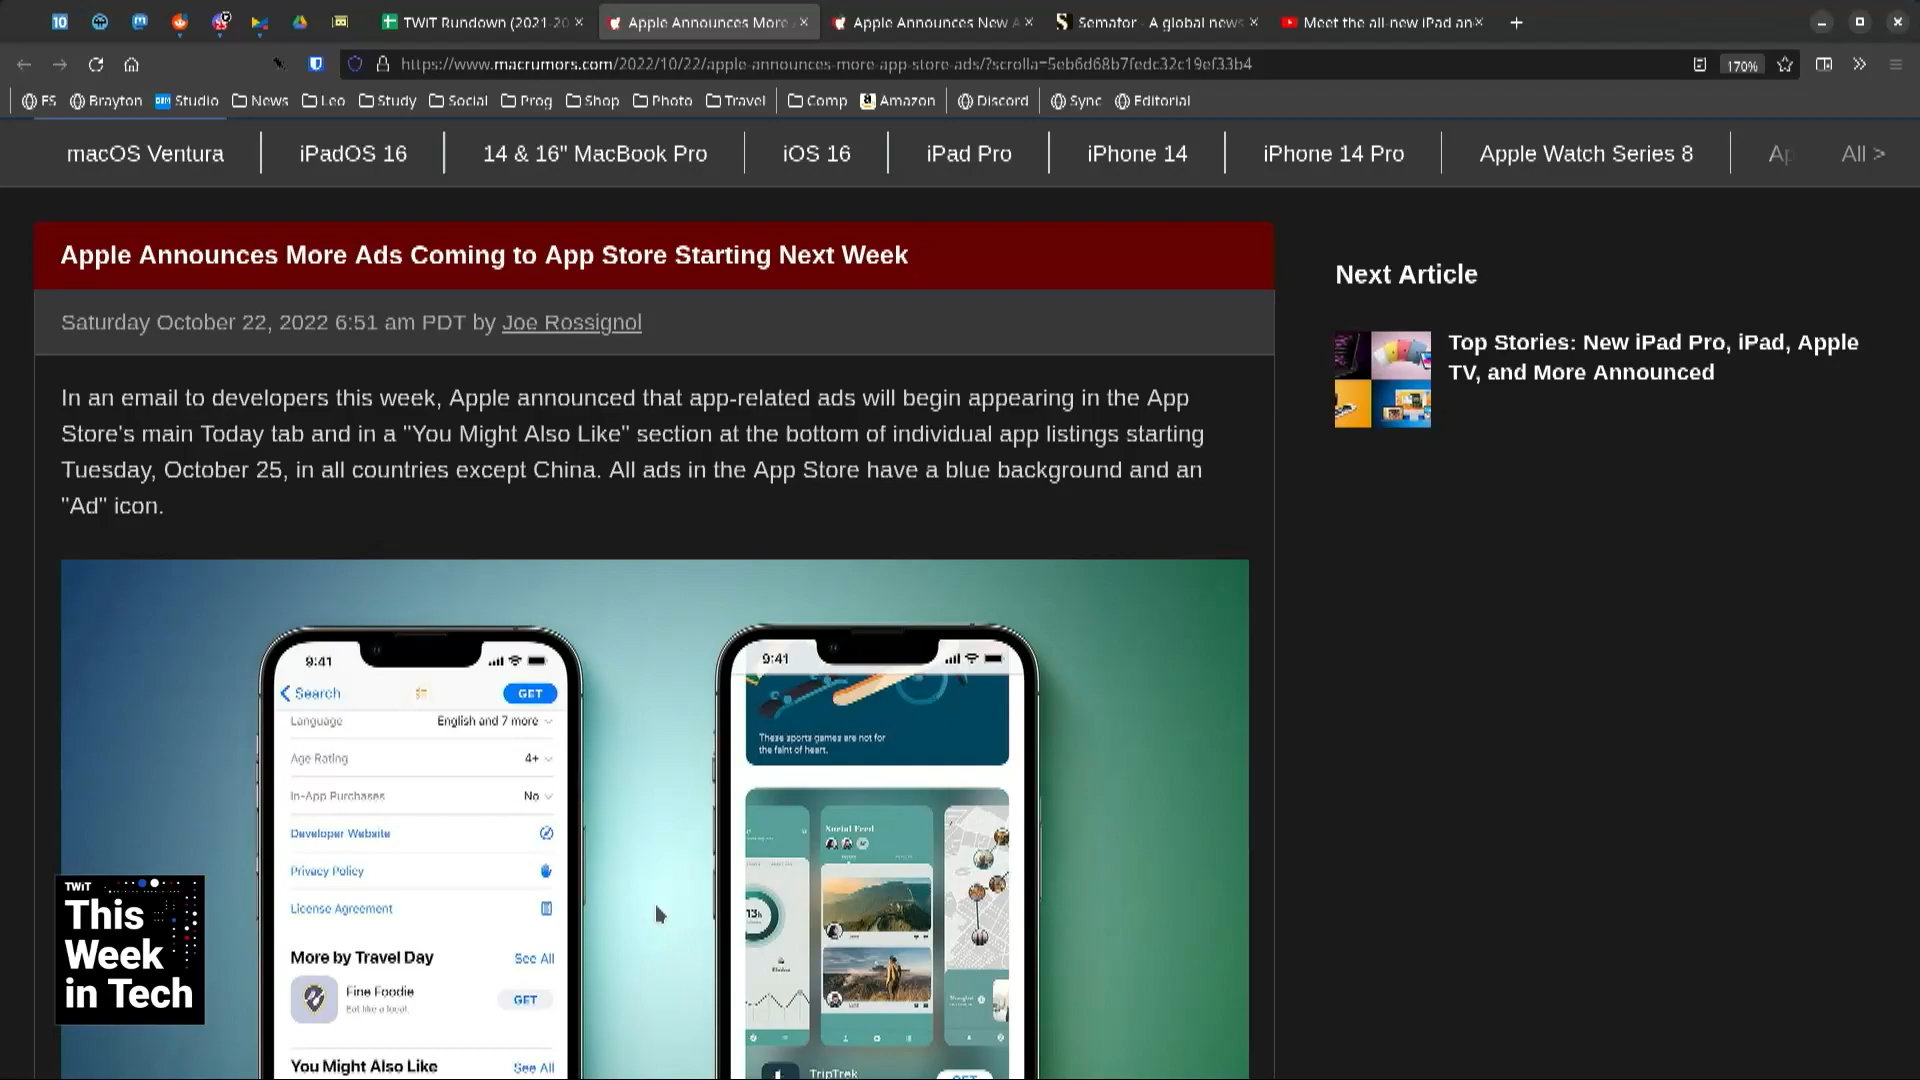 10
TWiT Rundown (2021-20
Apple Announces More
Apple Announces New A
Semafor - A global news
Meet the all-new iPad an
https://www.macrumors.com/2022/10/22/apple-announces-more-app-store-ads/?scrolla=5eb6d68b7fedc32c19ef33b4
170%
FS
Brayton
Studio
News
Leo
Study
Social
Prog
Shop
Photo
Travel
Comp
Amazon
Discord
Sync
Editorial
macOS Ventura
iPadOS 16
14 & 16" MacBook Pro
iOS 16
iPad Pro
iPhone 14
iPhone 14 Pro
Apple Watch Series 8
Ap
All >
Apple Announces More Ads Coming to App Store Starting Next Week
Saturday October 22, 2022 6:51 am PDT by Joe Rossignol
In an email to developers this week, Apple announced that app-related ads will begin appearing in the App
Store's main Today tab and in a "You Might Also Like" section at the bottom of individual app listings starting
Tuesday, October 25, in all countries except China. All ads in the App Store have a blue background and an
"Ad" icon.
Next Article
Top Stories: New iPad Pro, iPad, Apple
TV, and More Announced
9:41
Search
GET
Language
English and 7 more
Age Rating
4+
In-App Purchases
No
Developer Website
Privacy Policy
License Agreement
More by Travel Day
See All
Fine Foodie
Eat like a local.
GET
You Might Also Like
See All
9:41
These sports games are not for
the faint of heart.
Social Feed
13h
TripTrek
GET
TWiT
This
Week
in Tech